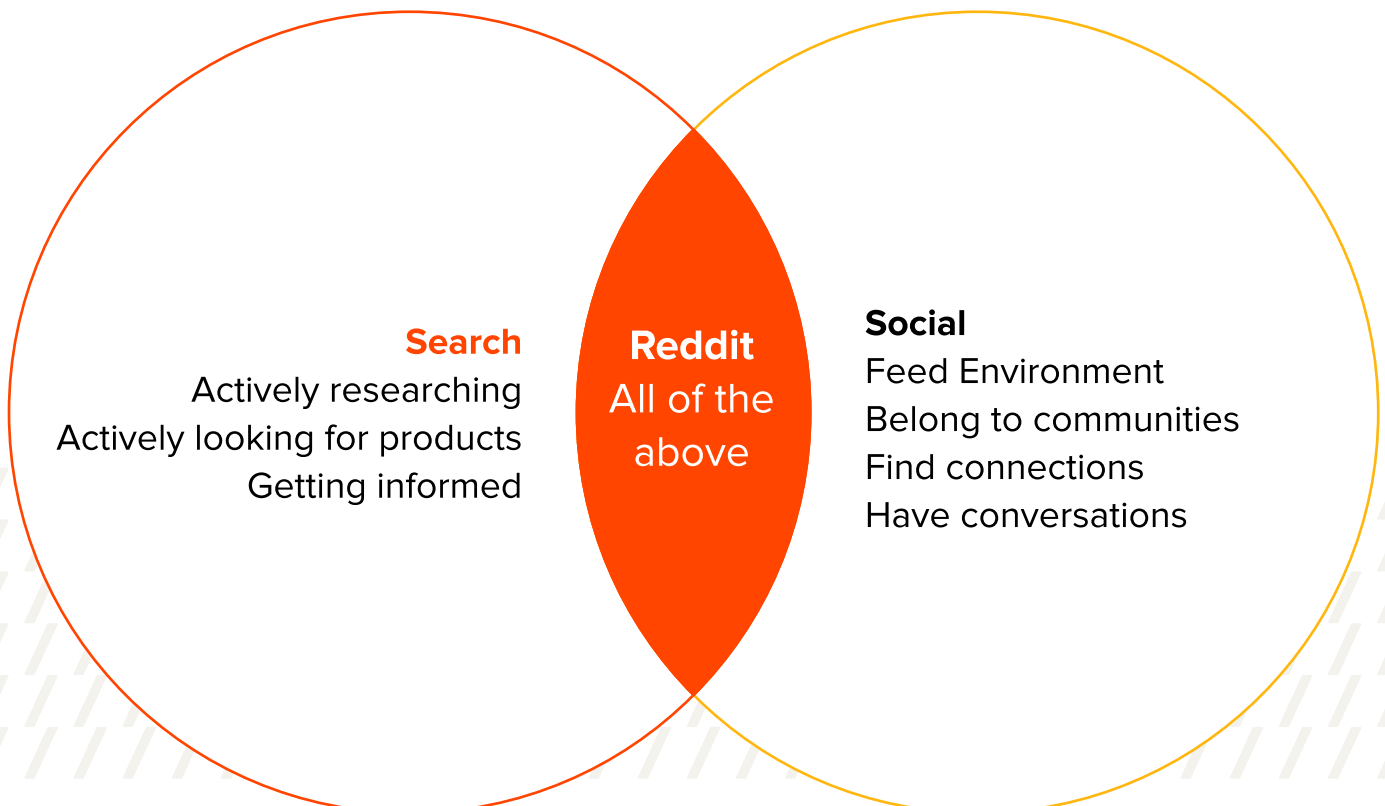 Search
Actively researching
Actively looking for products
Getting informed
Reddit
All of the
above
Social
Feed Environment
Belong to communities
Find connections
Have conversations